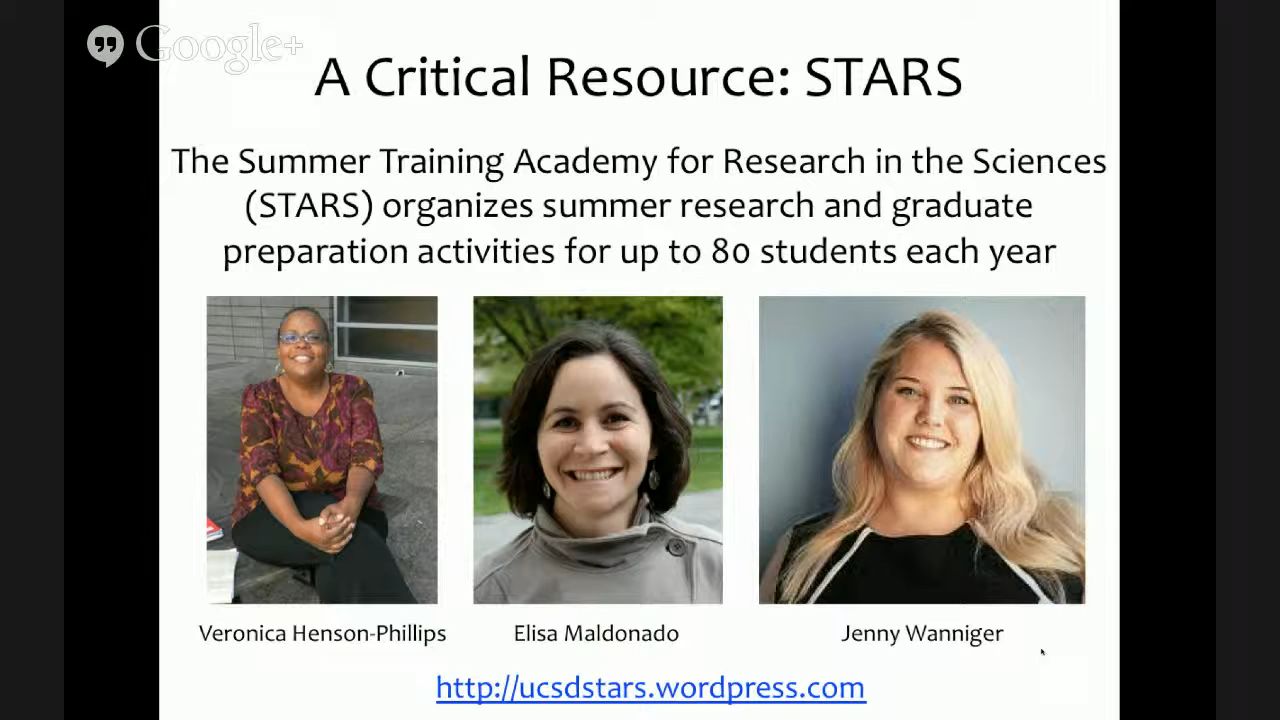 Google+
A Critical Resource: STARS
The Summer Training Academy for Research in the Sciences
(STARS) organizes summer research and graduate
preparation activities for up to 80 students each year
Veronica Henson-Phillips
Elisa Maldonado
Jenny Wanniger
http://ucsdstars.wordpress.com